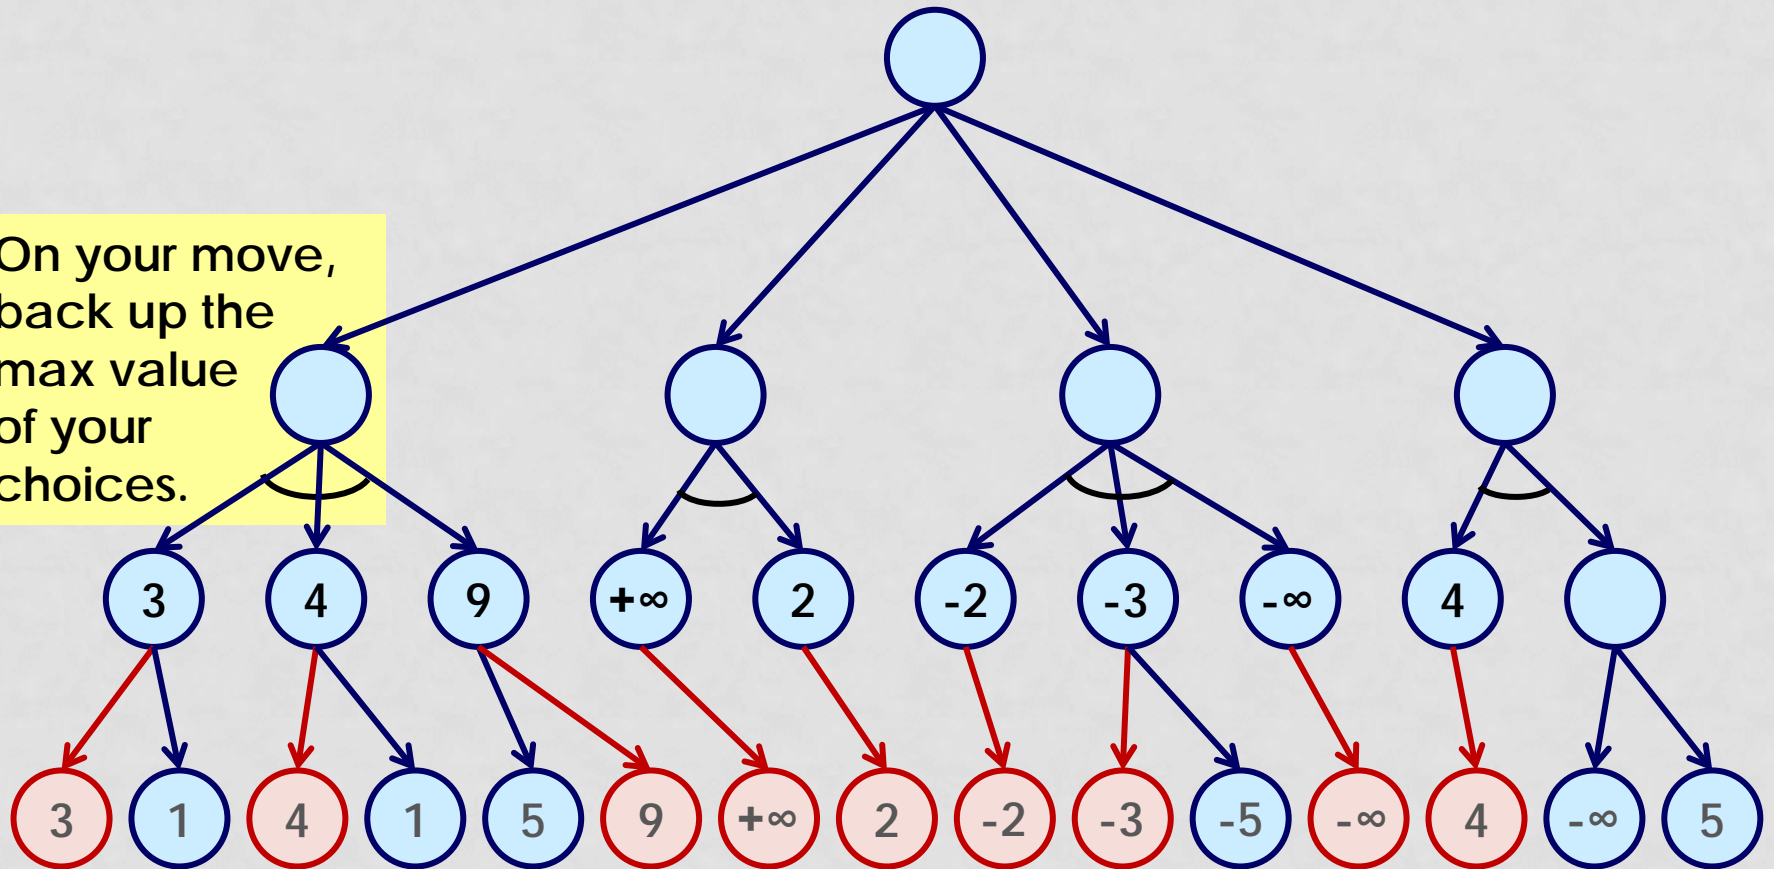 On your move,
back up the
max value
of your
choices.
3 4 9 +∞ 2 -2 -3 -∞ 4
3 1 4 1 5 9 +∞ 2 -2 -3 -5 -∞ 4 -∞ 5